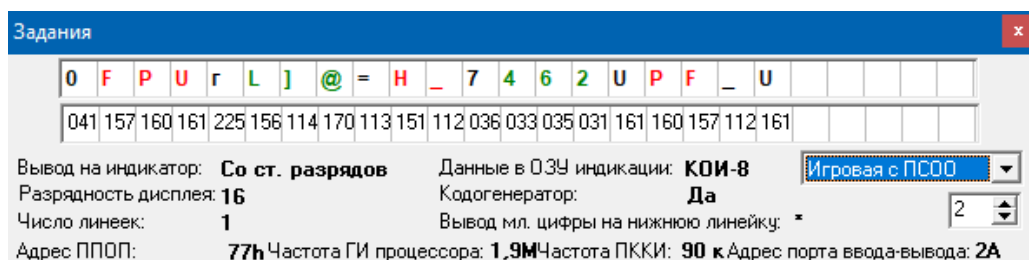 Задания x
0 F P U г L ] @ = H _ 7 4 6 2 U P F _ U
041 157 160 161 225 156 114 170 113 151 112 036 033 035 031 161 160 157 112 161
Вывод на индикатор: Со ст. разрядов Данные в ОЗУ индикации: КОИ-8 Игровая с ПСОО
Разрядность дисплея: 16 Кодогенератор: Да 2
Число линеек: 1 Вывод мл. цифры на нижнюю линейку: *
Адрес ППОП: 77h Частота ГИ процессора: 1,9М Частота ПККИ: 90 к Адрес порта ввода-вывода: 2А